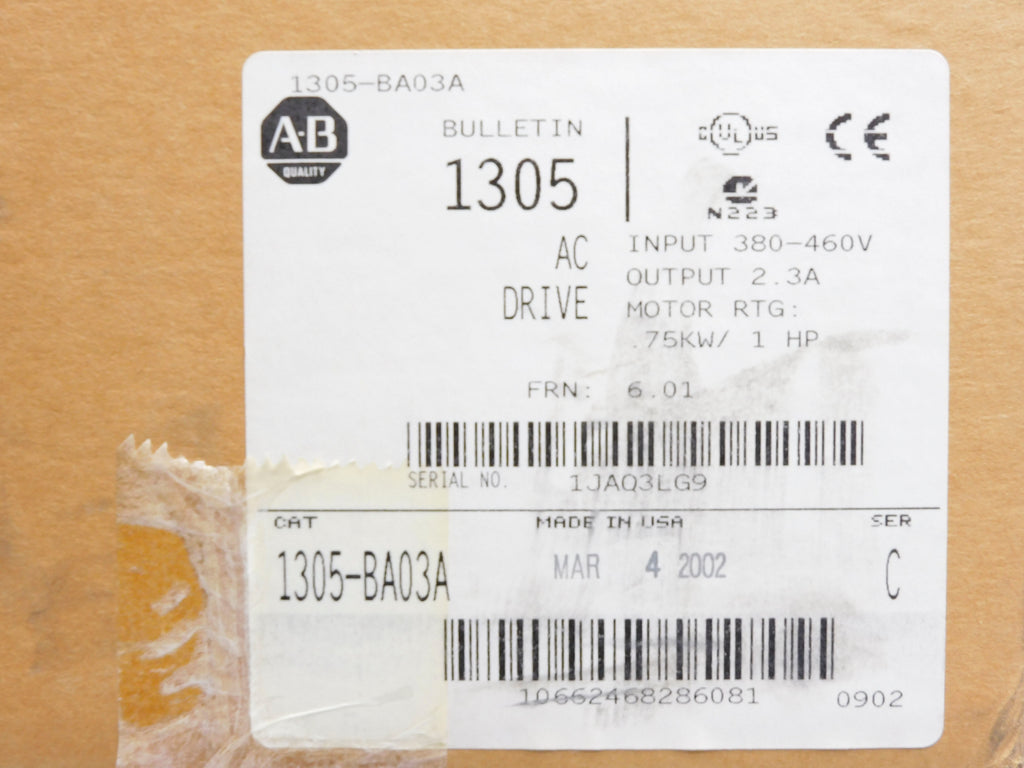 1305-BA03A
A-B
QUALITY
BULLETIN
1305
AC
DRIVE
c UL us
CE
N223
INPUT 380-460V
OUTPUT 2.3A
MOTOR RTG:
.75KW/ 1 HP
FRN: 6.01
SERIAL NO. 1JAQ3LG9
CAT MADE IN USA SER
1305-BA03A MAR 4 2002 C
10662468286081 0902